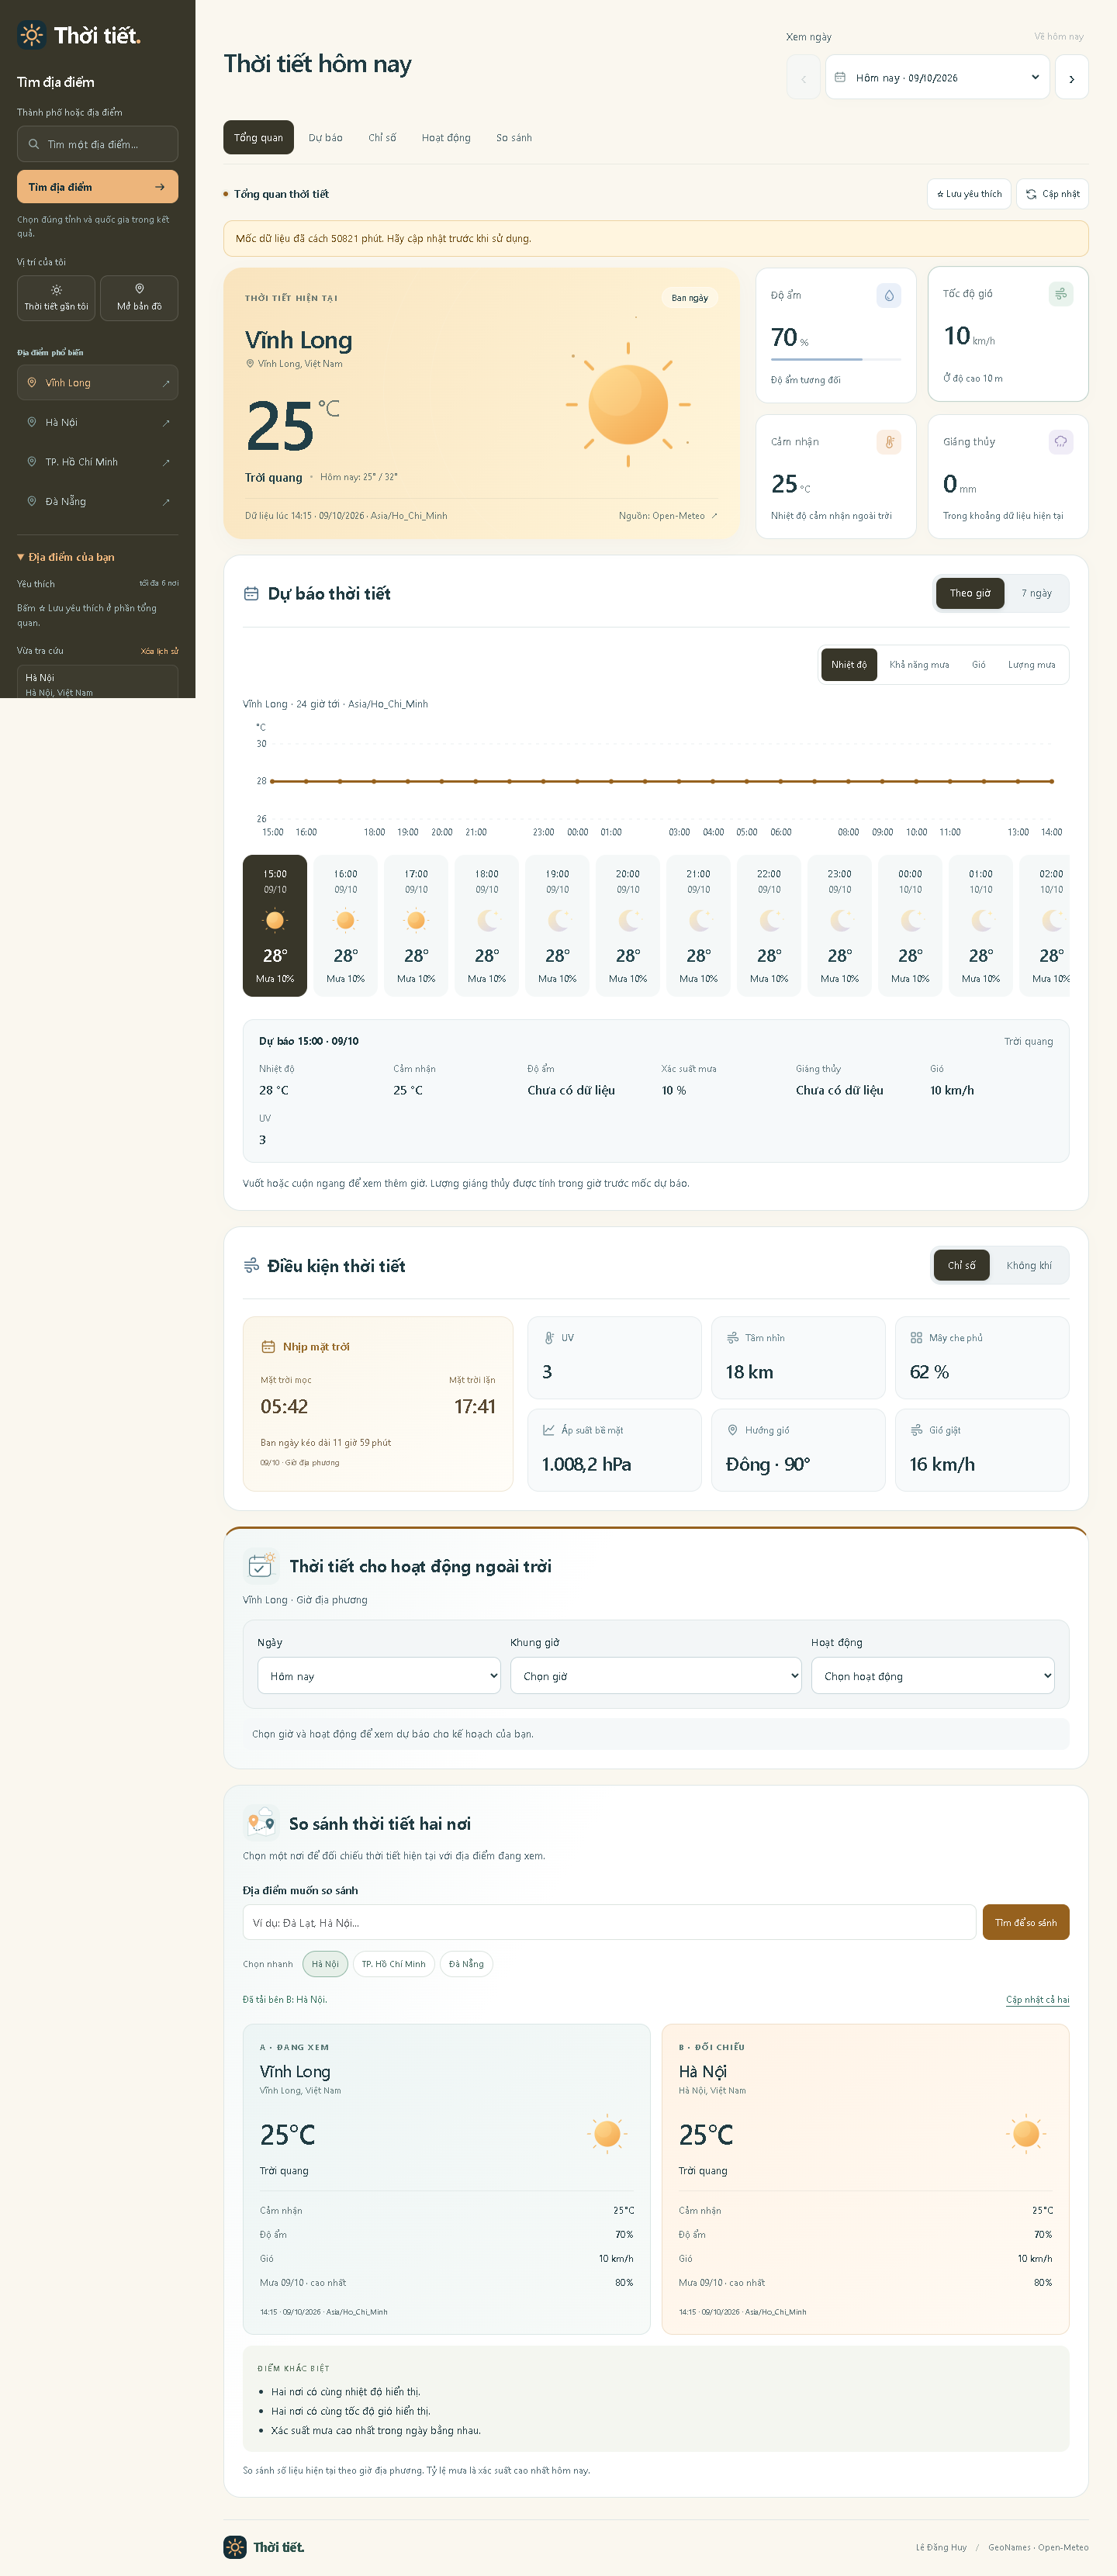 Thời tiết.
Tìm địa điểm
Thành phố hoặc địa điểm
Tìm một địa điểm...
Tìm địa điểm →
Chọn đúng tỉnh và quốc gia trong kết
quả.
Vị trí của tôi
Thời tiết gần tôi
Mở bản đồ
Địa điểm phổ biến
Vĩnh Long ↗
Hà Nội ↗
TP. Hồ Chí Minh ↗
Đà Nẵng ↗
▼ Địa điểm của bạn
Yêu thích tối đa 6 nơi
Bấm ☆ Lưu yêu thích ở phần tổng
quan.
Vừa tra cứu Xóa lịch sử
Hà Nội
Hà Nội, Việt Nam
Thời tiết hôm nay
Xem ngày Về hôm nay
‹ Hôm nay · 09/10/2026 ›
Tổng quan Dự báo Chỉ số Hoạt động So sánh
Tổng quan thời tiết
☆ Lưu yêu thích Cập nhật
Mốc dữ liệu đã cách 50821 phút. Hãy cập nhật trước khi sử dụng.
THỜI TIẾT HIỆN TẠI Ban ngày
Vĩnh Long
Vĩnh Long, Việt Nam
25 °C
Trời quang · Hôm nay: 25° / 32°
Dữ liệu lúc 14:15 · 09/10/2026 · Asia/Ho_Chi_Minh Nguồn: Open-Meteo ↗
Độ ẩm
70 %
Độ ẩm tương đối
Tốc độ gió
10 km/h
Ở độ cao 10 m
Cảm nhận
25 °C
Nhiệt độ cảm nhận ngoài trời
Giáng thủy
0 mm
Trong khoảng dữ liệu hiện tại
Dự báo thời tiết
Theo giờ 7 ngày
Nhiệt độ Khả năng mưa Gió Lượng mưa
Vĩnh Long · 24 giờ tới · Asia/Ho_Chi_Minh
°C
30
28
26
15:00 16:00 18:00 19:00 20:00 21:00 23:00 00:00 01:00 03:00 04:00 05:00 06:00 08:00 09:00 10:00 11:00 13:00 14:00
15:00 16:00 17:00 18:00 19:00 20:00 21:00 22:00 23:00 00:00 01:00 02:00
09/10 09/10 09/10 09/10 09/10 09/10 09/10 09/10 09/10 10/10 10/10 10/10
28° 28° 28° 28° 28° 28° 28° 28° 28° 28° 28° 28°
Mưa 10% Mưa 10% Mưa 10% Mưa 10% Mưa 10% Mưa 10% Mưa 10% Mưa 10% Mưa 10% Mưa 10% Mưa 10% Mưa 10%
Dự báo 15:00 · 09/10 Trời quang
Nhiệt độ Cảm nhận Độ ẩm Xác suất mưa Giáng thủy Gió
28 °C 25 °C Chưa có dữ liệu 10 % Chưa có dữ liệu 10 km/h
UV
3
Vuốt hoặc cuộn ngang để xem thêm giờ. Lượng giáng thủy được tính trong giờ trước mốc dự báo.
Điều kiện thời tiết
Chỉ số Không khí
Nhịp mặt trời
Mặt trời mọc Mặt trời lặn
05:42 17:41
Ban ngày kéo dài 11 giờ 59 phút
09/10 · Giờ địa phương
UV
3
Tầm nhìn
18 km
Mây che phủ
62 %
Áp suất bề mặt
1.008,2 hPa
Hướng gió
Đông · 90°
Gió giật
16 km/h
Thời tiết cho hoạt động ngoài trời
Vĩnh Long · Giờ địa phương
Ngày Khung giờ Hoạt động
Hôm nay Chọn giờ Chọn hoạt động
Chọn giờ và hoạt động để xem dự báo cho kế hoạch của bạn.
So sánh thời tiết hai nơi
Chọn một nơi để đối chiếu thời tiết hiện tại với địa điểm đang xem.
Địa điểm muốn so sánh
Ví dụ: Đà Lạt, Hà Nội... Tìm để so sánh
Chọn nhanh Hà Nội TP. Hồ Chí Minh Đà Nẵng
Đã tải bên B: Hà Nội. Cập nhật cả hai
A · ĐANG XEM
Vĩnh Long
Vĩnh Long, Việt Nam
25°C
Trời quang
Cảm nhận 25°C
Độ ẩm 70%
Gió 10 km/h
Mưa 09/10 · cao nhất 80%
14:15 · 09/10/2026 · Asia/Ho_Chi_Minh
B · ĐỐI CHIẾU
Hà Nội
Hà Nội, Việt Nam
25°C
Trời quang
Cảm nhận 25°C
Độ ẩm 70%
Gió 10 km/h
Mưa 09/10 · cao nhất 80%
14:15 · 09/10/2026 · Asia/Ho_Chi_Minh
ĐIỂM KHÁC BIỆT
• Hai nơi có cùng nhiệt độ hiển thị.
• Hai nơi có cùng tốc độ gió hiển thị.
• Xác suất mưa cao nhất trong ngày bằng nhau.
So sánh số liệu hiện tại theo giờ địa phương. Tỷ lệ mưa là xác suất cao nhất hôm nay.
Thời tiết.
Lê Đăng Huy / GeoNames · Open-Meteo